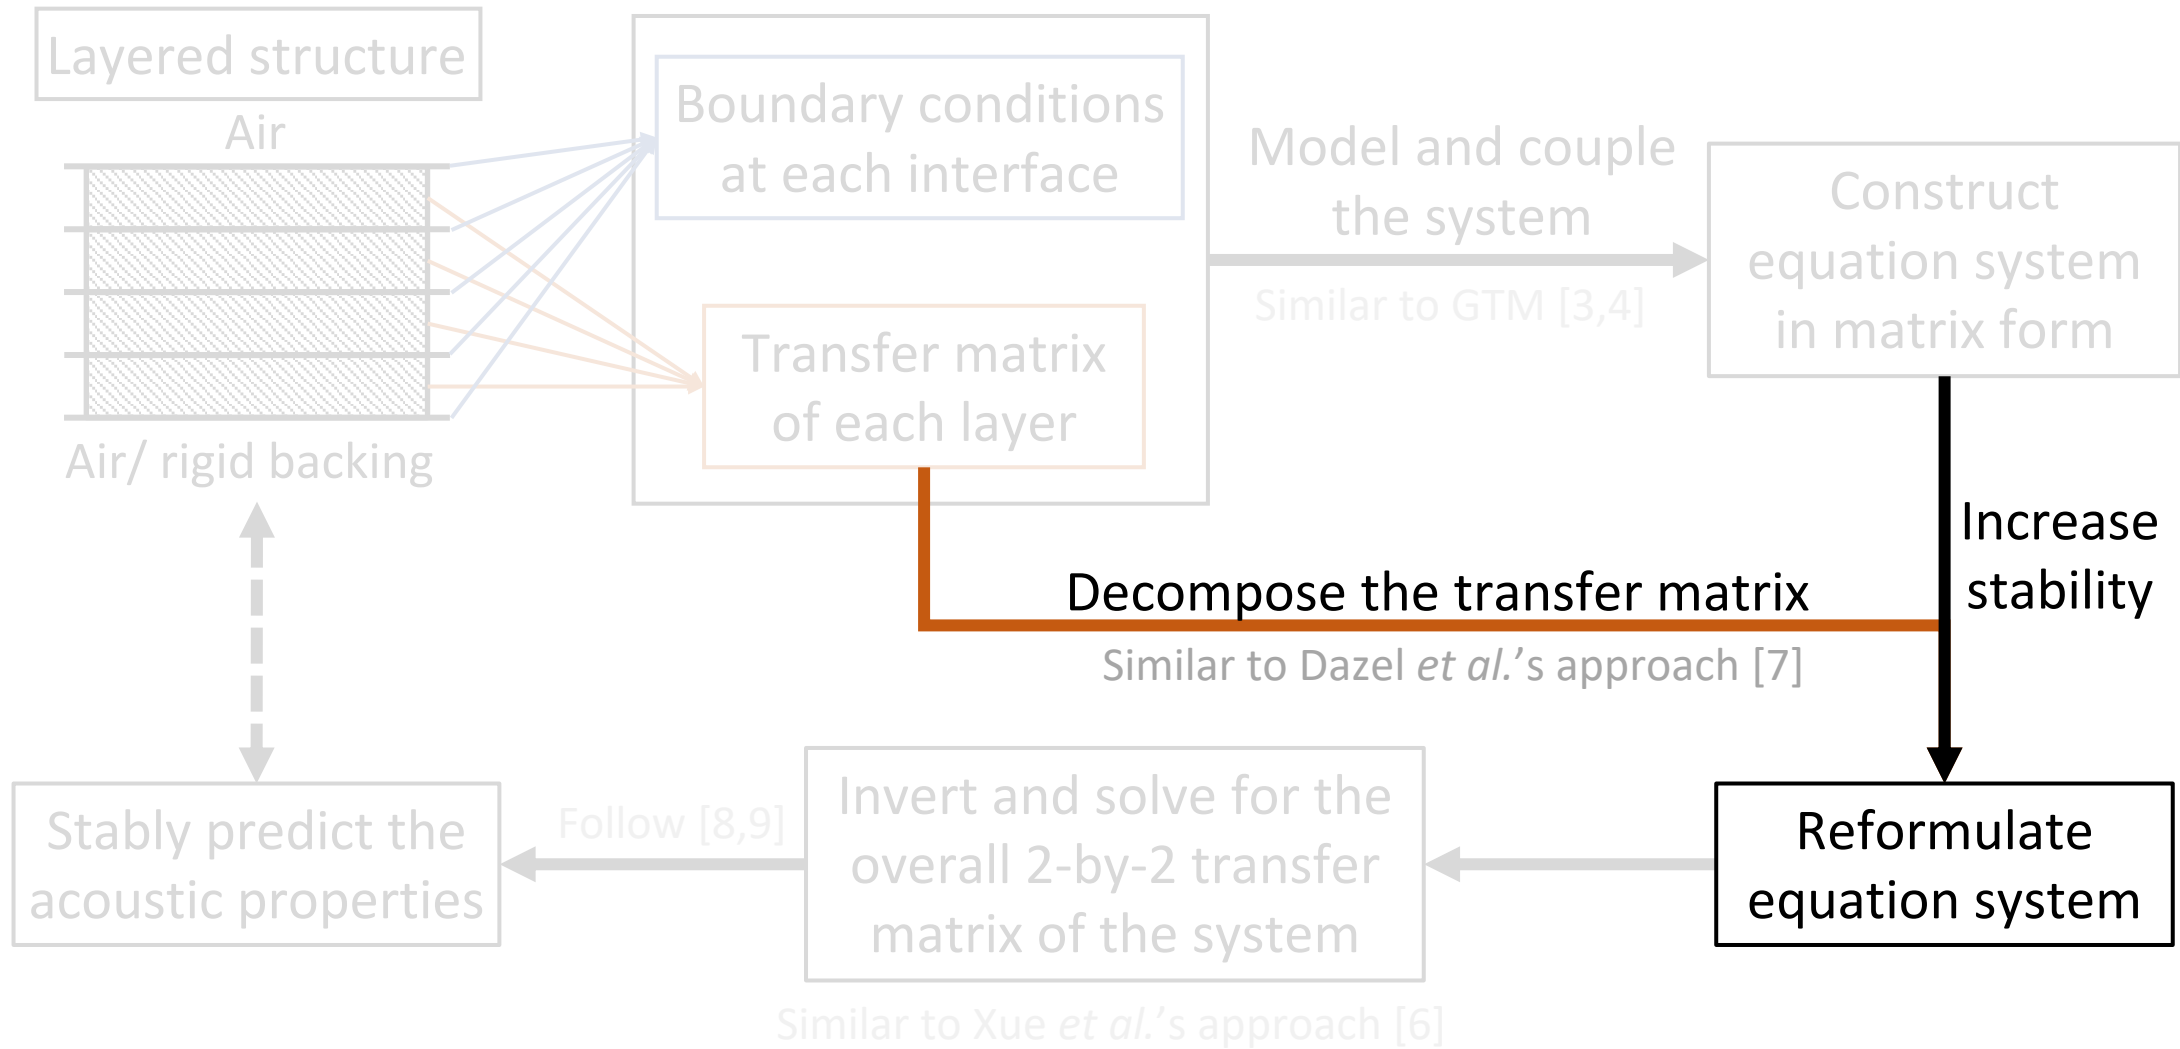 Layered structure
Air
Air/ rigid backing
Boundary conditions
at each interface
Transfer matrix
of each layer
Model and couple
the system
Similar to GTM [3,4]
Construct
equation system
in matrix form
Increase
stability
Decompose the transfer matrix
Similar to Dazel et al.’s approach [7]
Reformulate
equation system
Invert and solve for the
overall 2-by-2 transfer
matrix of the system
Similar to Xue et al.’s approach [6]
Follow [8,9]
Stably predict the
acoustic properties